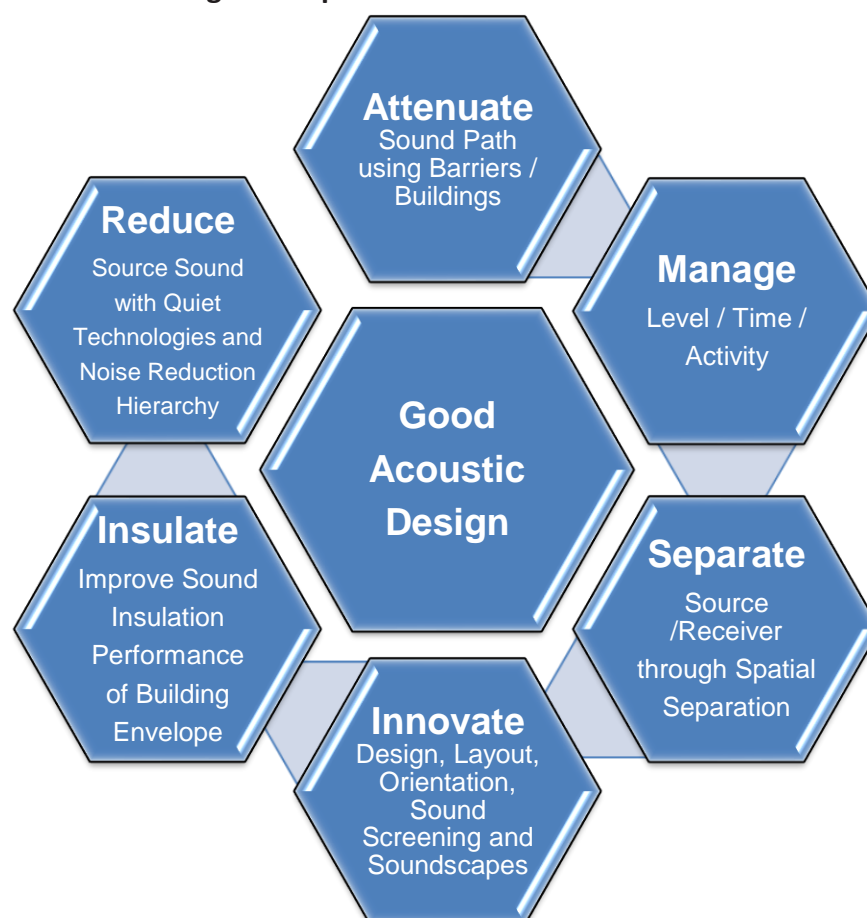 Attenuate
Sound Path
using Barriers /
Buildings
Manage
Level / Time /
Activity
Separate
Source
/Receiver
through Spatial
Separation
Innovate
Design, Layout,
Orientation,
Sound
Screening and
Soundscapes
Insulate
Improve Sound
Insulation
Performance
of Building
Envelope
Reduce
Source Sound
with Quiet
Technologies and
Noise Reduction
Hierarchy
Good
Acoustic
Design